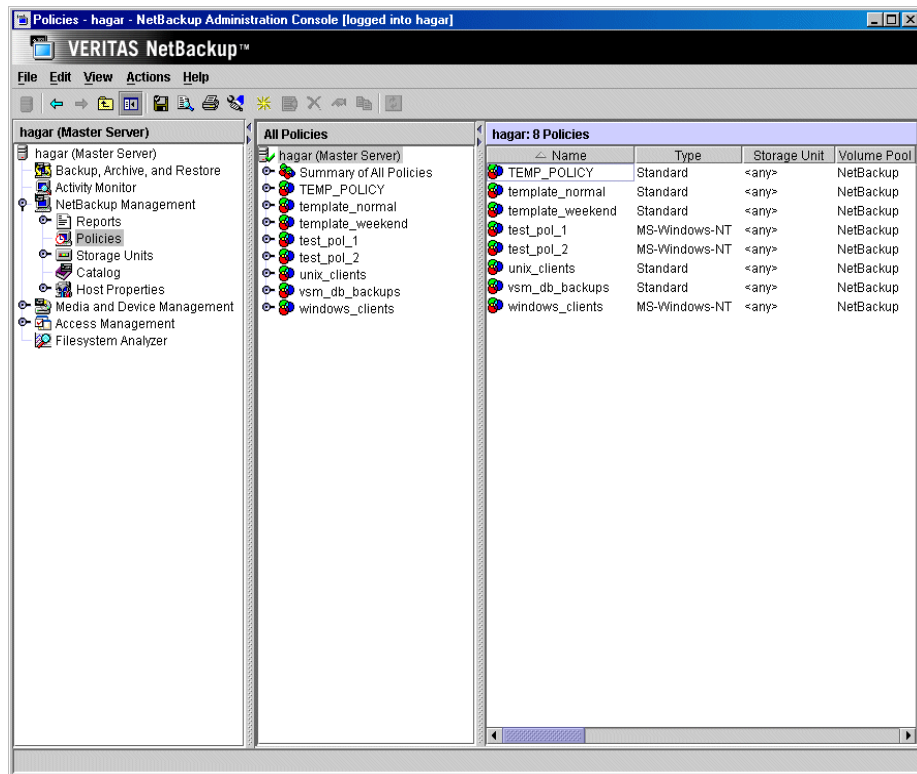 Policies - hagar - NetBackup Administration Console [logged into hagar]
VERITAS NetBackup™
File Edit View Actions Help
hagar (Master Server)
hagar (Master Server)
Backup, Archive, and Restore
Activity Monitor
NetBackup Management
Reports
Policies
Storage Units
Catalog
Host Properties
Media and Device Management
Access Management
Filesystem Analyzer
All Policies
hagar (Master Server)
Summary of All Policies
TEMP_POLICY
template_normal
template_weekend
test_pol_1
test_pol_2
unix_clients
vsm_db_backups
windows_clients
hagar: 8 Policies
Name Type Storage Unit Volume Pool
TEMP_POLICY Standard <any> NetBackup
template_normal Standard <any> NetBackup
template_weekend Standard <any> NetBackup
test_pol_1 MS-Windows-NT <any> NetBackup
test_pol_2 MS-Windows-NT <any> NetBackup
unix_clients Standard <any> NetBackup
vsm_db_backups Standard <any> NetBackup
windows_clients MS-Windows-NT <any> NetBackup